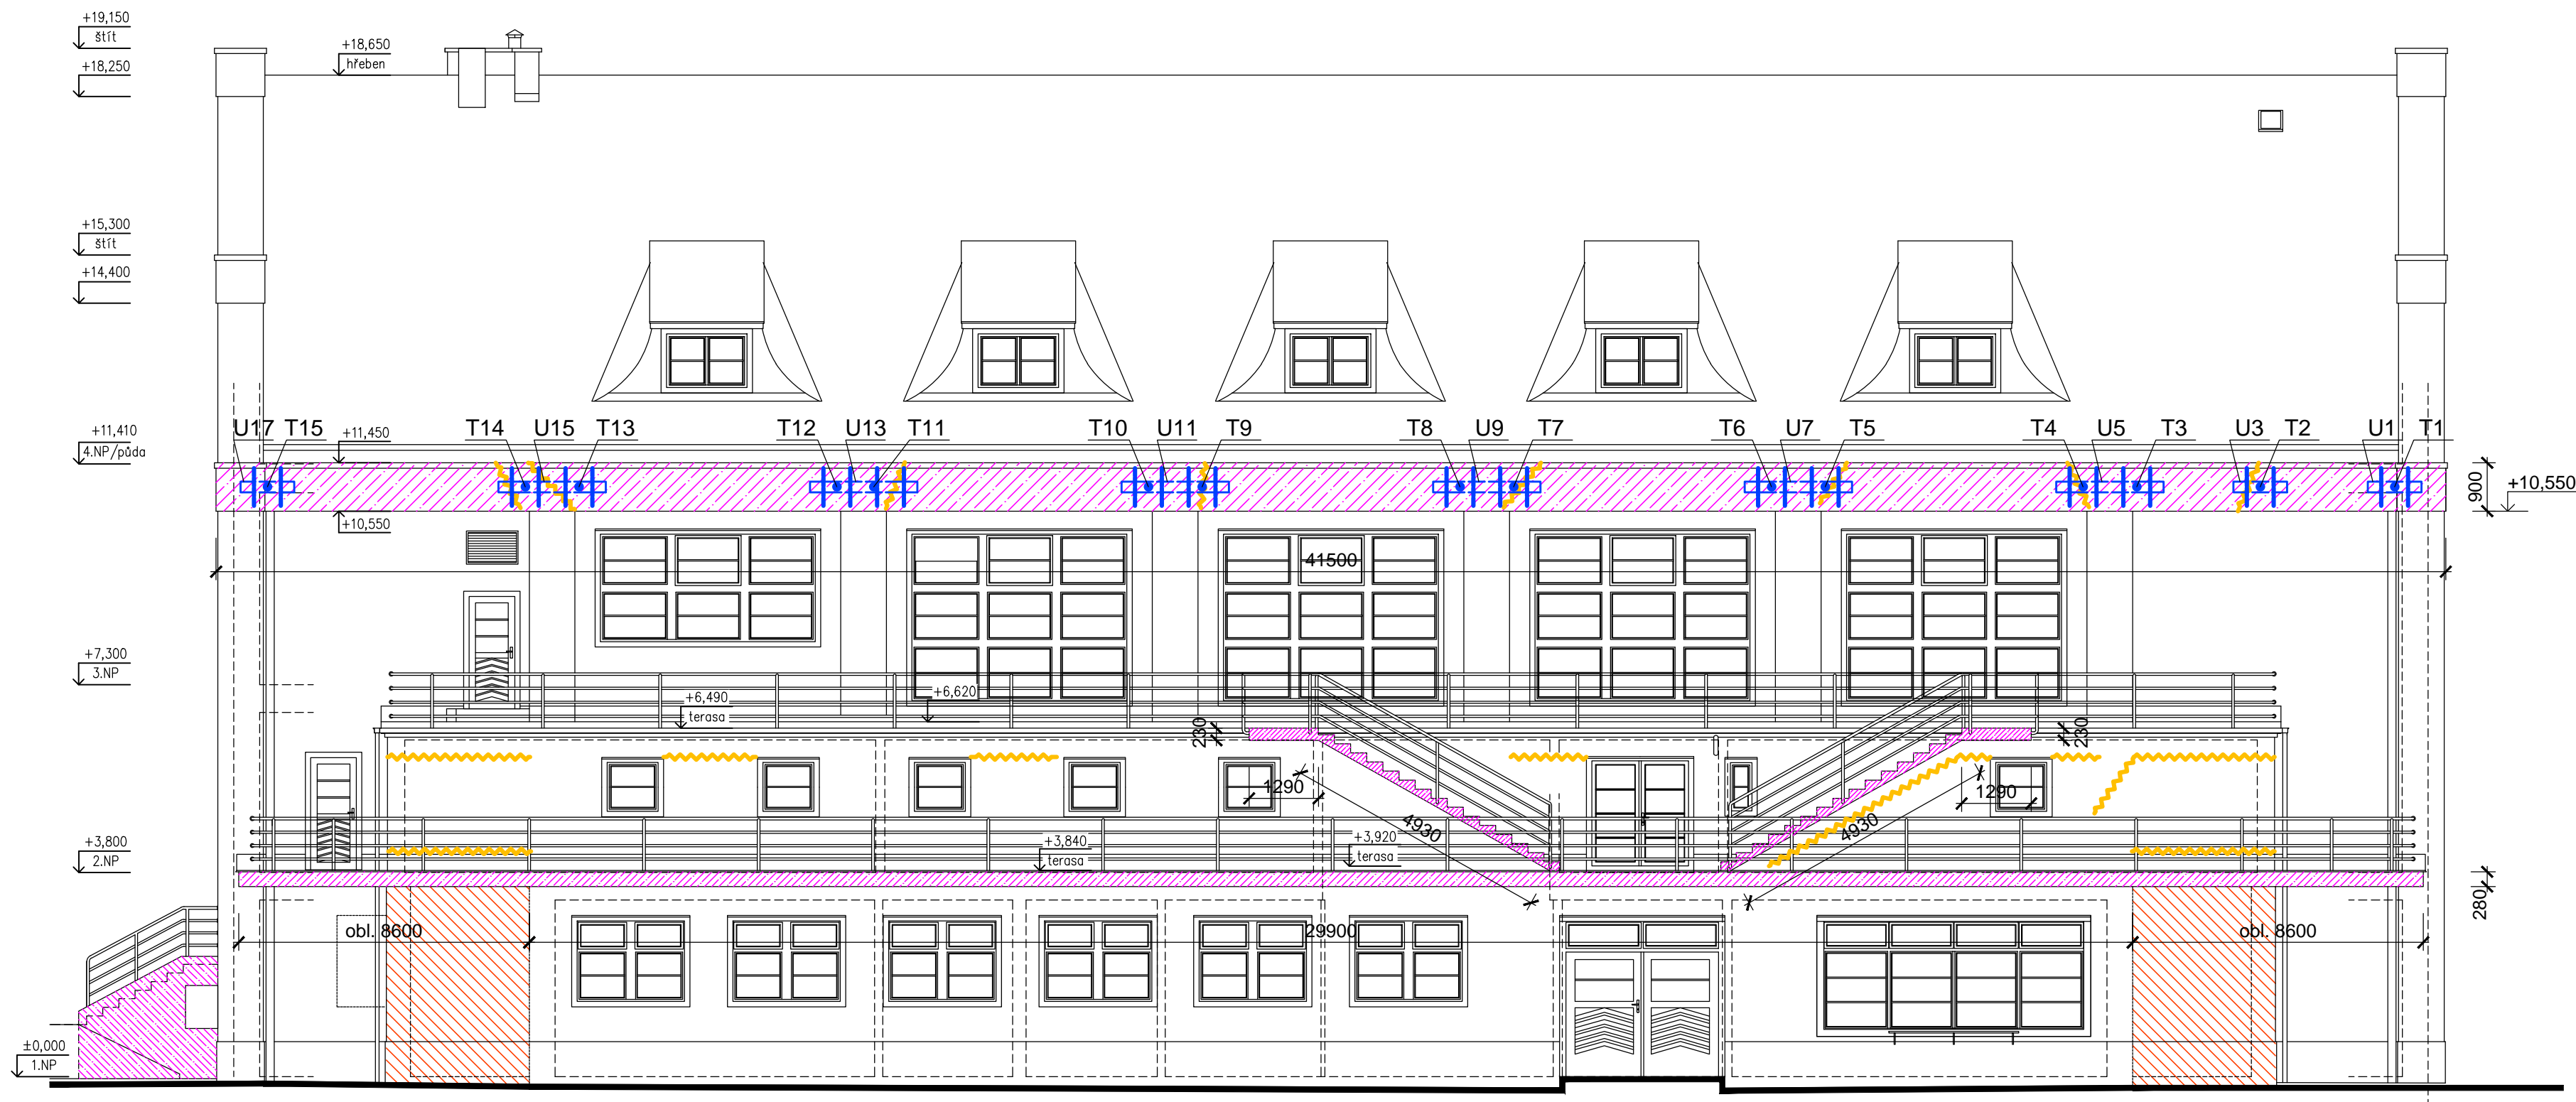 +19,150
štít
+18,650
hřeben
+18,250
+15,300
štít
+14,400
+11,410
4.NP/půda
U17
T15
+11,450
T14
U15
T13
T12
U13
T11
T10
U11
T9
T8
U9
T7
T6
U7
T5
T4
U5
T3
U3
T2
U1
T1
900
+10,550
+10,550
41500
+7,300
3.NP
+6,490
terasa
+6,620
230
230
1290
1290
4930
4930
+3,800
2.NP
+3,840
terasa
+3,920
terasa
280
obl. 8600
29900
obl. 8600
±0,000
1.NP